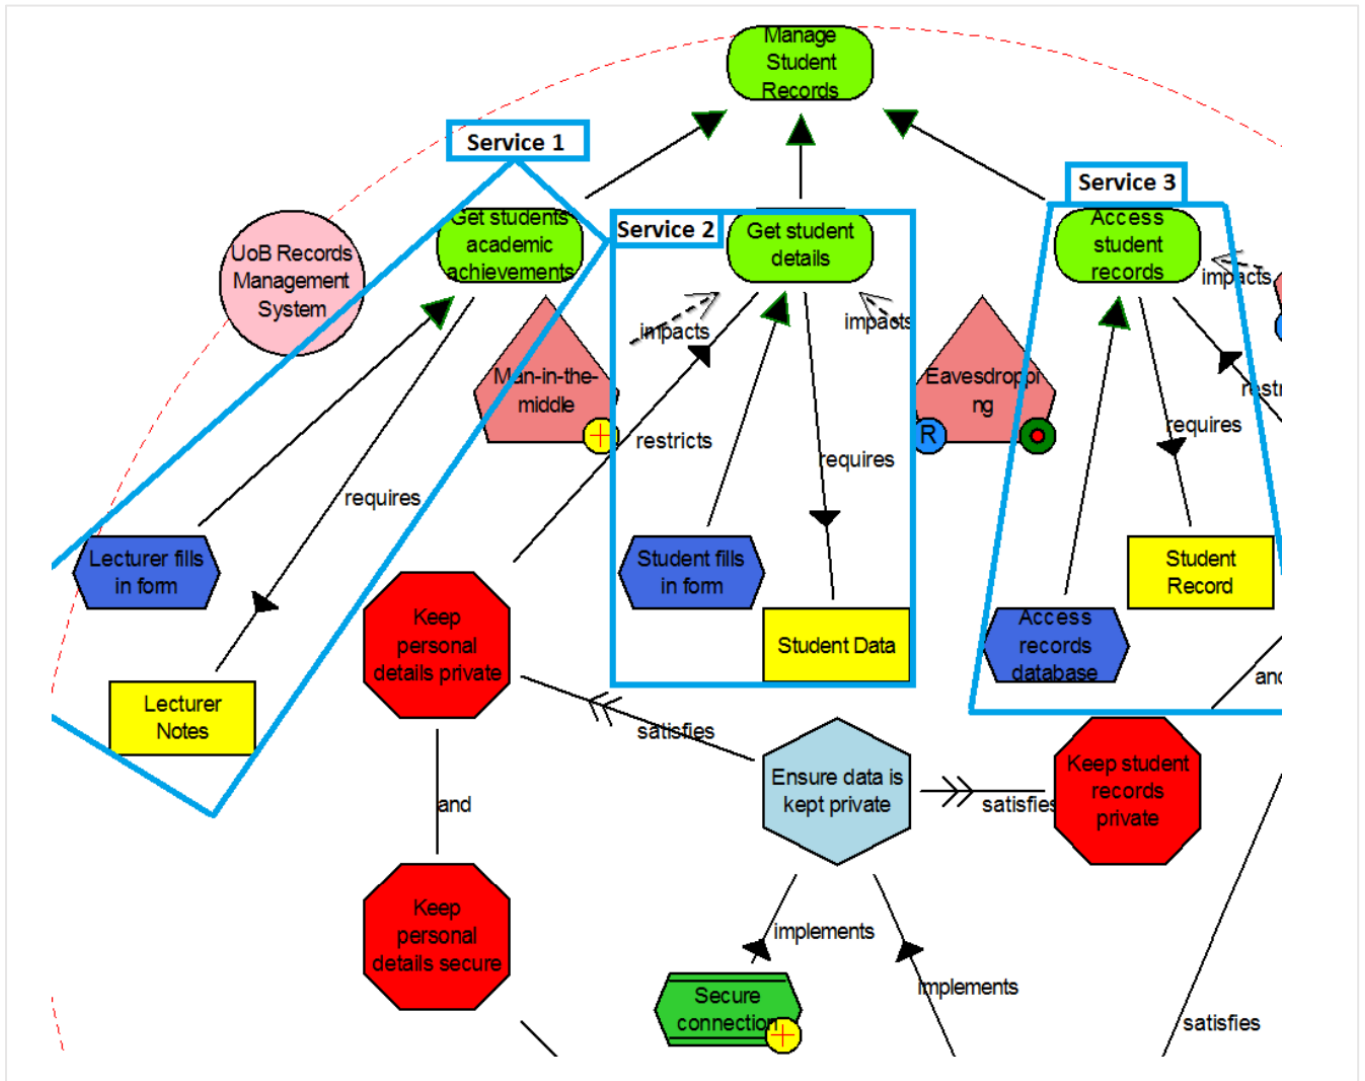 Manage
Student
Records
Service 1
Service 2
Service 3
UoB Records
Management
System
Get students
academic
achievements
Get student
details
Access
student
records
impacts
impacts
impacts
Man-in-the-
middle
Eavesdroppi
ng
R
restricts
restri
requires
requires
requires
Lecturer fills
in form
Student fills
in form
Student
Record
Lecturer
Notes
Student Data
Access
records
database
Keep
personal
details private
and
satisfies
Ensure data is
kept private
satisfies
Keep student
records
private
and
Keep
personal
details secure
implements
implements
Secure
connection
satisfies